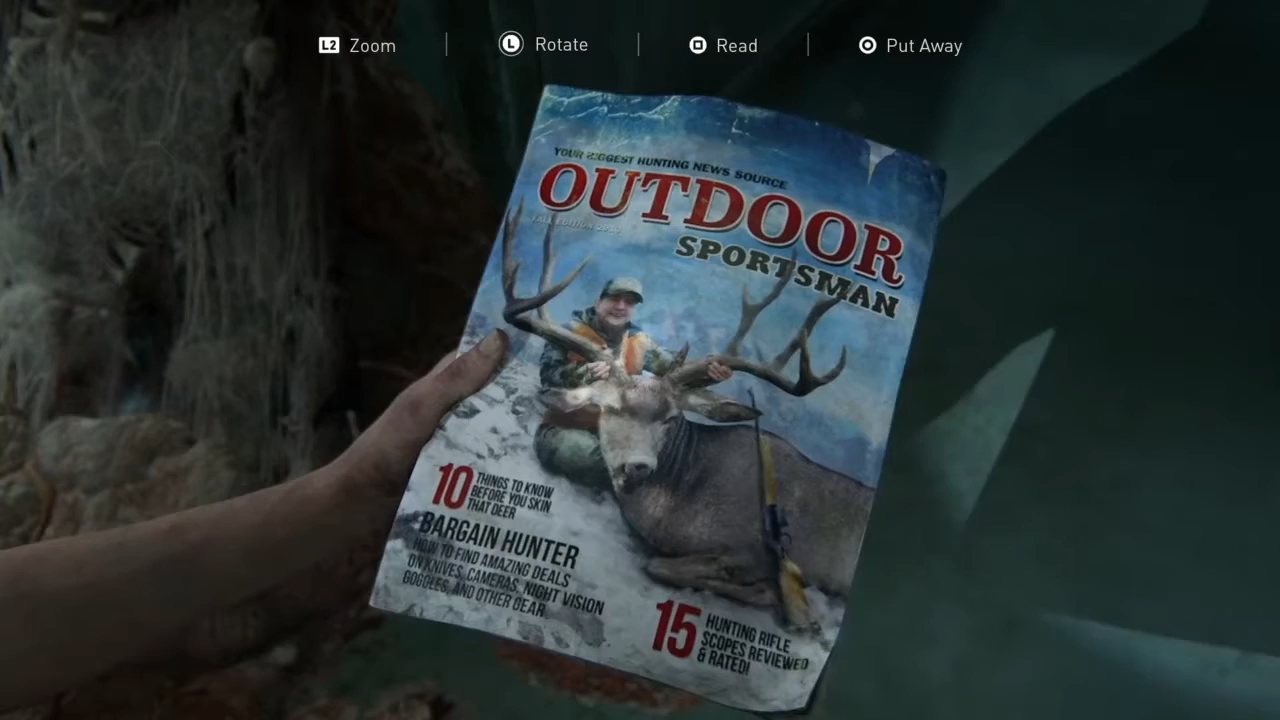 L2 Zoom
L Rotate
Read
Put Away
YOUR BIGGEST HUNTING NEWS SOURCE
OUTDOOR
SPORTSMAN
FALL EDITION
10 THINGS TO KNOW
BEFORE YOU SKIN
THAT DEER
BARGAIN HUNTER
HOW TO FIND AMAZING DEALS
ON KNIVES, CAMERAS, NIGHT VISION
GOGGLES, AND OTHER GEAR
15 HUNTING RIFLE
SCOPES REVIEWED
& RATED!